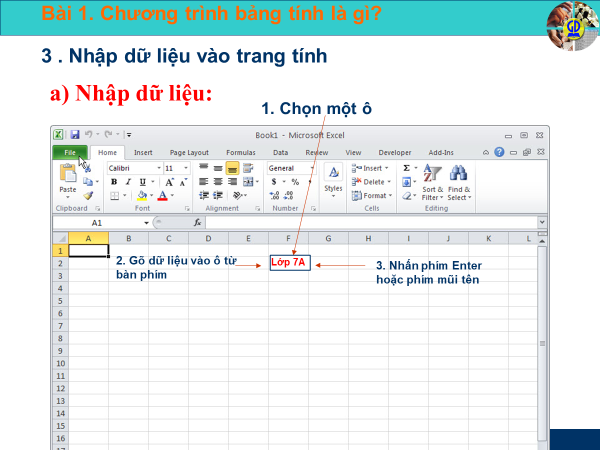 Bài 1. Chương trình bảng tính là gì?
3 . Nhập dữ liệu vào trang tính
a) Nhập dữ liệu:
1. Chọn một ô
Book1 - Microsoft Excel
File Home Insert Page Layout Formulas Data Review View Developer Add-Ins
Calibri 11 General Insert Σ
Paste B I U A A $ % , Styles Delete Sort & Find &
Format Filter Select
Clipboard Font Alignment Number Cells Editing
A1 fx
A B C D E F G H I J K L
1
2
3
4
5
6
7
8
9
10
11
12
13
14
15
16
17
2. Gõ dữ liệu vào ô từ
bàn phím
Lớp 7A
3. Nhấn phím Enter
hoặc phím mũi tên